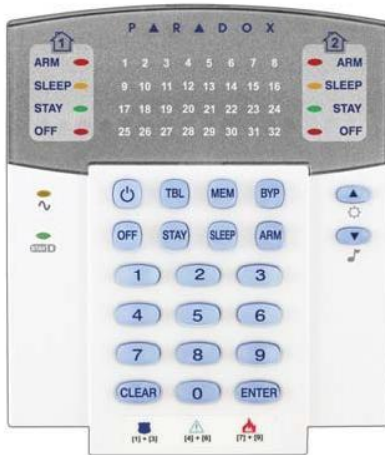 P A R A D O X
1 2
ARM 1 2 3 4 5 6 7 8 ARM
SLEEP 9 10 11 12 13 14 15 16 SLEEP
STAY 17 18 19 20 21 22 23 24 STAY
OFF 25 26 27 28 29 30 31 32 OFF
TBL MEM BYP
OFF STAY SLEEP ARM
1 2 3
4 5 6
7 8 9
CLEAR 0 ENTER
[1] + [3] [4] + [6] [7] + [9]